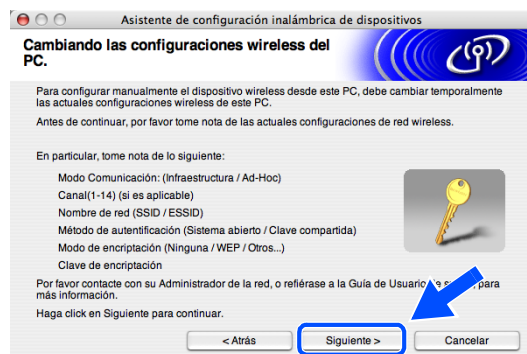 Asistente de configuración inalámbrica de dispositivos
Cambiando las configuraciones wireless del
PC.
Para configurar manualmente el dispositivo wireless desde este PC, debe cambiar temporalmente
las actuales configuraciones wireless de este PC.
Antes de continuar, por favor tome nota de las actuales configuraciones de red wireless.
En particular, tome nota de lo siguiente:
Modo Comunicación: (Infraestructura / Ad-Hoc)
Canal(1-14) (si es aplicable)
Nombre de red (SSID / ESSID)
Método de autentificación (Sistema abierto / Clave compartida)
Modo de encriptación (Ninguna / WEP / Otros...)
Clave de encriptación
Por favor contacte con su Administrador de la red, o refiérase a la Guía de Usuario de para
más información.
Haga click en Siguiente para continuar.
< Atrás Siguiente > Cancelar